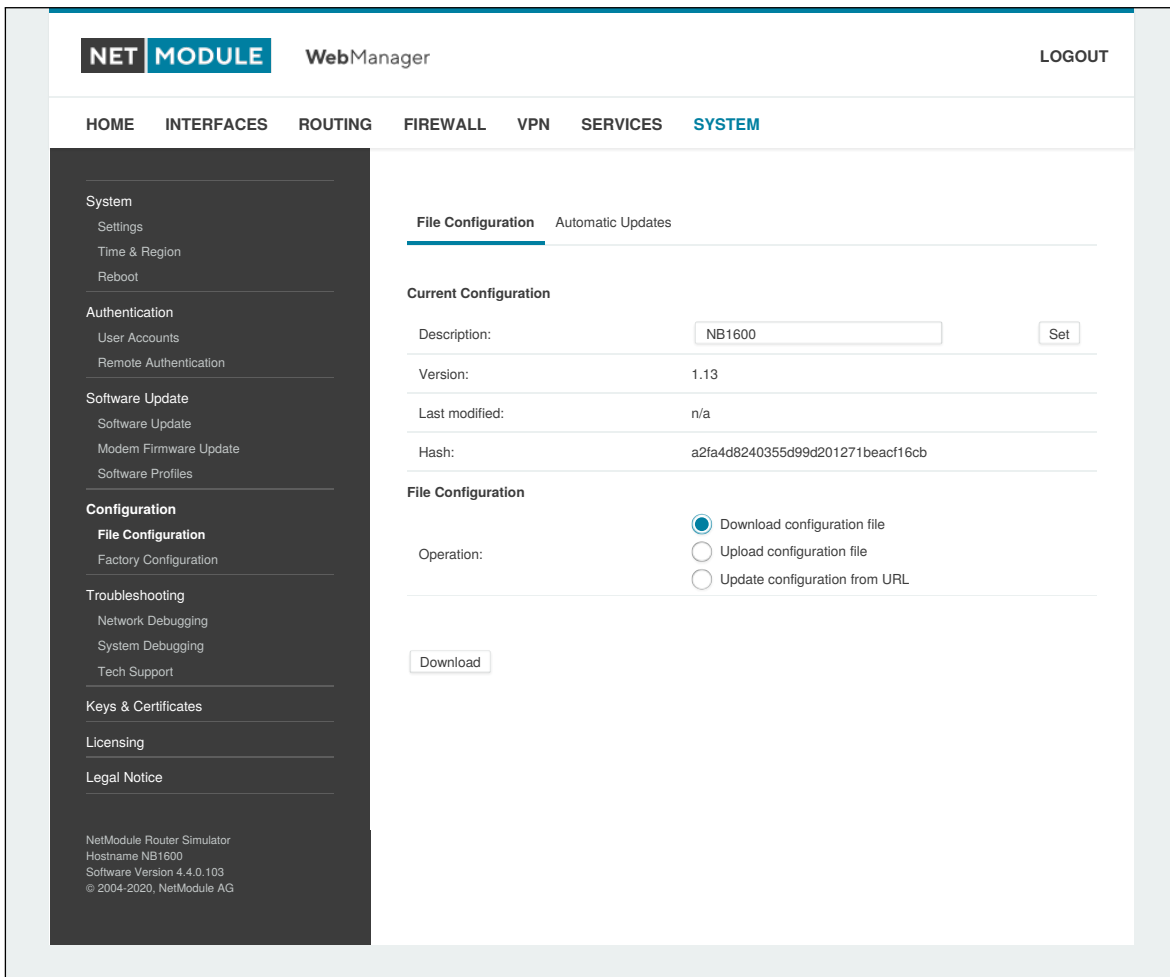 NET MODULE WebManager LOGOUT
HOME INTERFACES ROUTING FIREWALL VPN SERVICES SYSTEM
System
Settings
Time & Region
Reboot
Authentication
User Accounts
Remote Authentication
Software Update
Software Update
Modem Firmware Update
Software Profiles
Configuration
File Configuration
Factory Configuration
Troubleshooting
Network Debugging
System Debugging
Tech Support
Keys & Certificates
Licensing
Legal Notice
NetModule Router Simulator
Hostname NB1600
Software Version 4.4.0.103
© 2004-2020, NetModule AG
File Configuration Automatic Updates
Current Configuration
Description: NB1600 Set
Version: 1.13
Last modified: n/a
Hash: a2fa4d8240355d99d201271beacf16cb
File Configuration
Operation:
Download configuration file
Upload configuration file
Update configuration from URL
Download